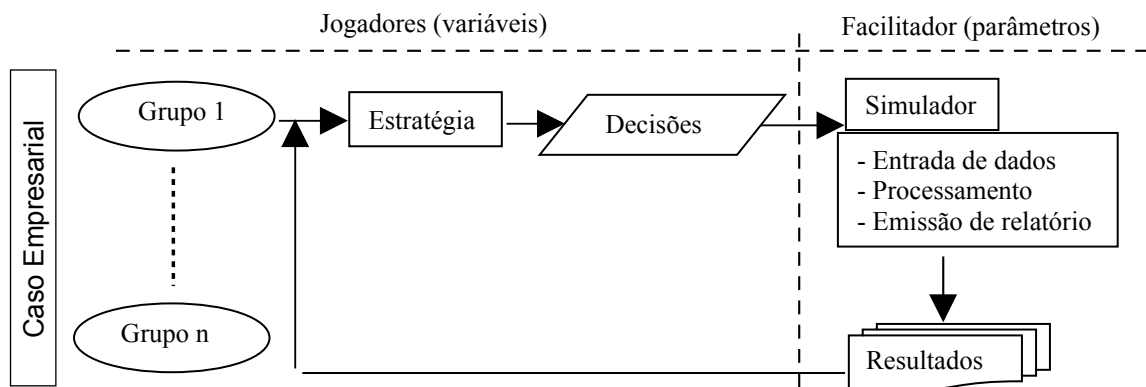 Jogadores (variáveis)
Facilitador (parâmetros)
Caso Empresarial
Grupo 1
Estratégia
Decisões
Simulador
- Entrada de dados
- Processamento
- Emissão de relatório
Grupo n
Resultados